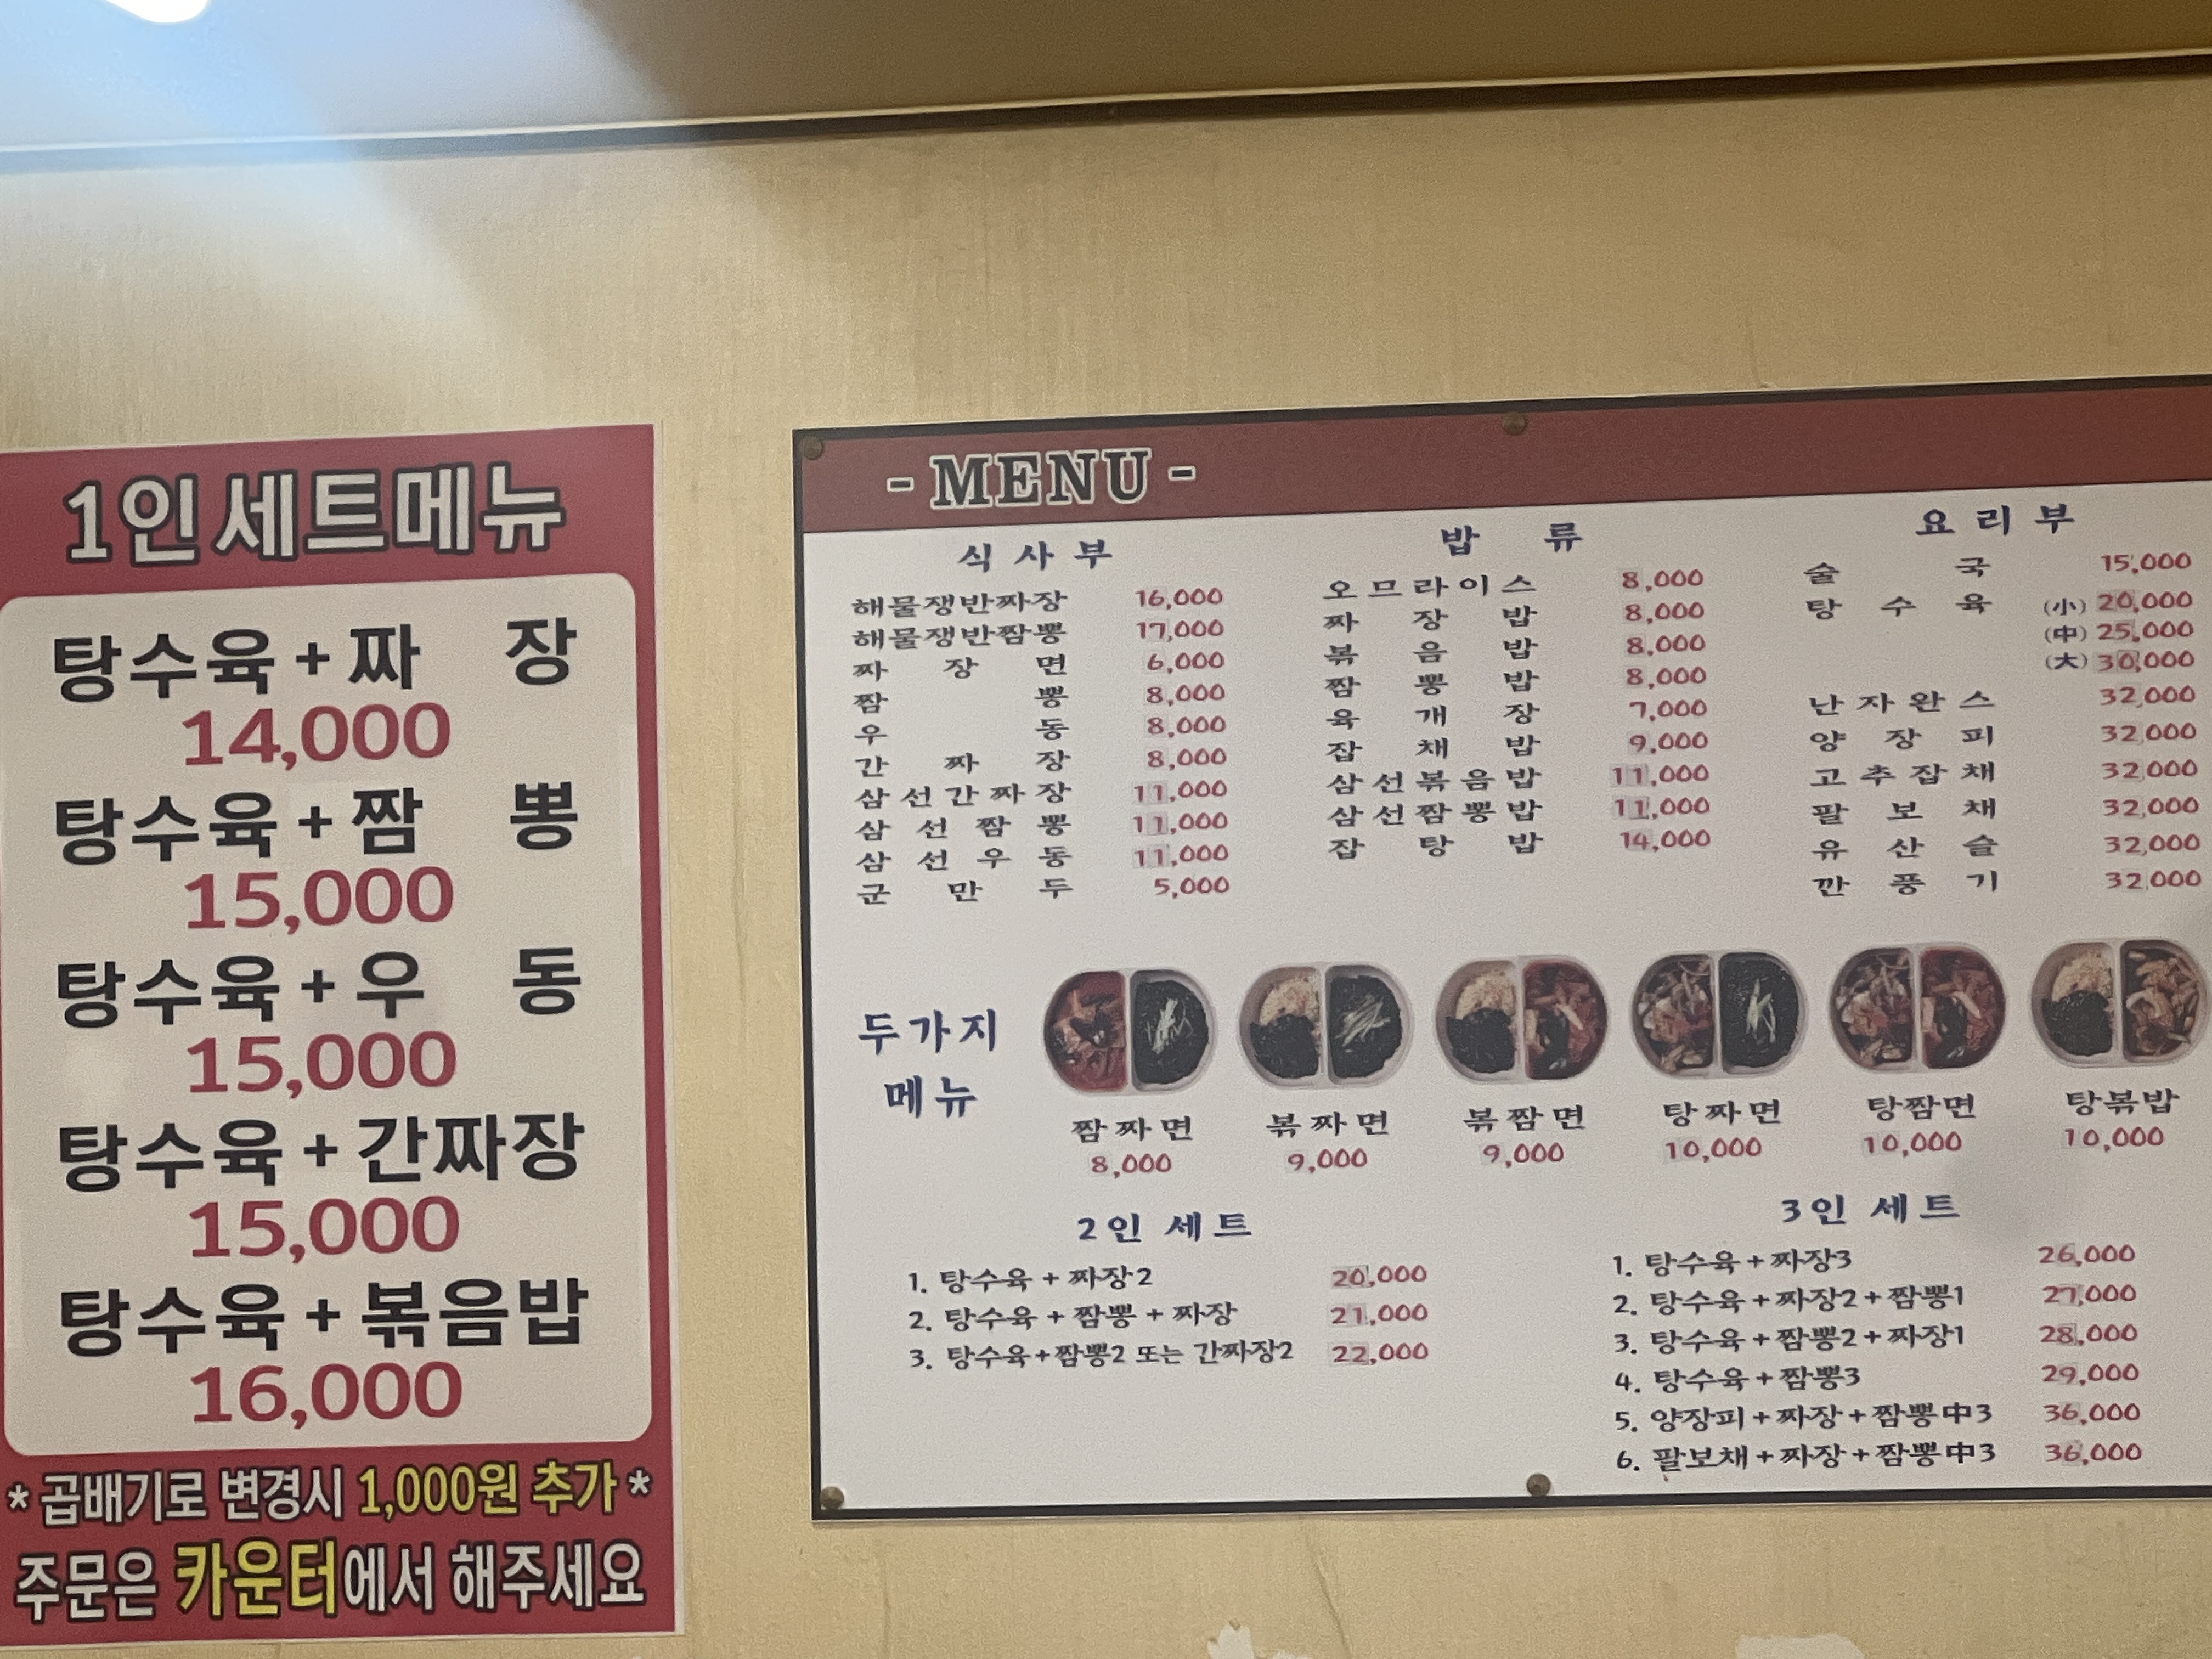 1인세트메뉴
탕수육+짜장
14,000
탕수육+짬뽕
15,000
탕수육+우동
15,000
탕수육+간짜장
15,000
탕수육+볶음밥
16,000
* 곱배기로 변경시 1,000원 추가 *
주문은 카운터에서 해주세요
- MENU -
식사부
해물쟁반짜장 16,000
해물쟁반짬뽕 17,000
짜장면 6,000
짬뽕 8,000
우동 8,000
간짜장 8,000
삼선간짜장 11,000
삼선짬뽕 11,000
삼선우동 11,000
군만두 5,000
밥류
오므라이스 8,000
짜장밥 8,000
볶음밥 8,000
짬뽕밥 8,000
육개장 7,000
잡채밥 9,000
삼선볶음밥 11,000
삼선짬뽕밥 11,000
잡탕밥 14,000
요리부
술국 15,000
탕수육 (小) 20,000
(中) 25,000
(大) 30,000
난자완스 32,000
양장피 32,000
고추잡채 32,000
팔보채 32,000
유산슬 32,000
깐풍기 32,000
두가지
메뉴
짬짜면 볶짜면 볶짬면 탕짜면 탕짬면 탕볶밥
8,000 9,000 9,000 10,000 10,000 10,000
2인 세트
1. 탕수육 + 짜장2 20,000
2. 탕수육 + 짬뽕 + 짜장 21,000
3. 탕수육+짬뽕2 또는 간짜장2 22,000
3인 세트
1. 탕수육 + 짜장3 26,000
2. 탕수육+짜장2+짬뽕1 27,000
3. 탕수육+짬뽕2+짜장1 28,000
4. 탕수육+짬뽕3 29,000
5. 양장피+짜장+짬뽕中3 36,000
6. 팔보채+짜장+짬뽕中3 36,000